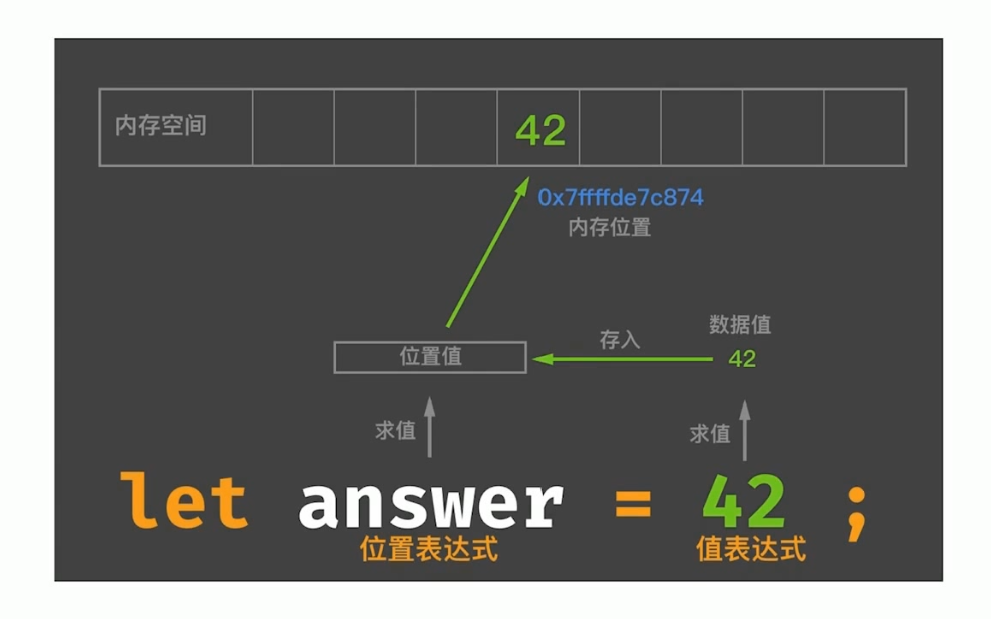 内存空间 42
0x7ffffde7c874
内存位置
数据值
存入
位置值 42
求值 求值
let answer = 42 ;
位置表达式 值表达式